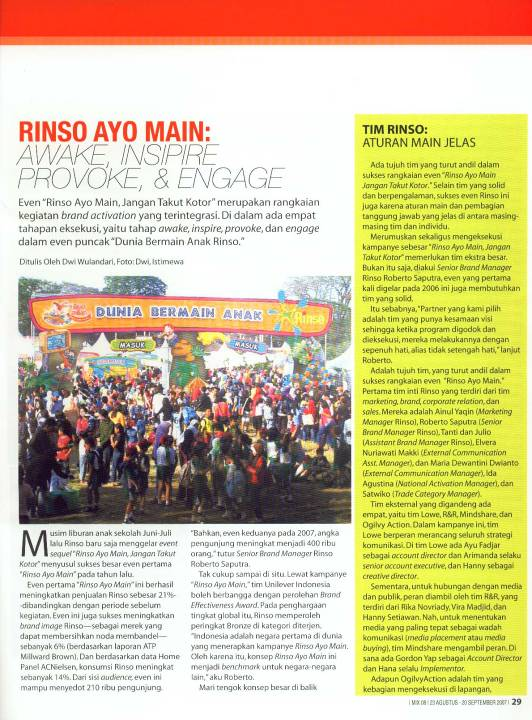 RINSO AYO MAIN:
AWAKE, INSIPIRE
PROVOKE, & ENGAGE
Even "Rinso Ayo Main, Jangan Takut Kotor" merupakan rangkaian
kegiatan brand activation yang terintegrasi. Di dalam ada empat
tahapan eksekusi, yaitu tahap awake, inspire, provoke, dan engage
dalam even puncak "Dunia Bermain Anak Rinso."
Ditulis Oleh Dwi Wulandari, Foto: Dwi, Istimewa
DUNIA BERMAIN ANAK
Rinso
MASUK
MASUK
Musim liburan anak sekolah Juni-Juli
lalu Rinso baru saja menggelar event
sequel "Rinso Ayo Main, Jangan Takut
Kotor" menyusul sukses besar even pertama
"Rinso Ayo Main" pada tahun lalu.
Even pertama "Rinso Ayo Main" ini berhasil
meningkatkan penjualan Rinso sebesar 21%-
-dibandingkan dengan periode sebelum
kegiatan. Even ini juga sukses meningkatkan
brand image Rinso—sebagai merek yang
dapat membersihkan noda membandel—
sebanyak 6% (berdasarkan laporan ATP
Millward Brown). Dan berdasarkan data Home
Panel ACNielsen, konsumsi Rinso meningkat
sebanyak 14%. Dari sisi audience, even ini
mampu menyedot 210 ribu pengunjung.
"Bahkan, even keduanya pada 2007, angka
pengunjung meningkat menjadi 400 ribu
orang," tutur Senior Brand Manager Rinso
Roberto Saputra.
Tak cukup sampai di situ. Lewat kampanye
"Rinso Ayo Main," tim Unilever Indonesia
boleh berbangga dengan perolehan Brand
Effectiveness Award. Pada penghargaan
tingkat global itu, Rinso memperoleh
peringkat Bronze di kategori diterjen.
"Indonesia adalah negara pertama di dunia
yang menerapkan kampanye Rinso Ayo Main.
Oleh karena itu, konsep Rinso Ayo Main ini
menjadi benchmark untuk negara-negara
lain," aku Roberto.
Mari tengok konsep besar di balik
TIM RINSO:
ATURAN MAIN JELAS
Ada tujuh tim yang turut andil dalam
sukses rangkaian even "Rinso Ayo Main
Jangan Takut Kotor." Selain tim yang solid
dan berpengalaman, sukses even Rinso ini
juga karena aturan main dan pembagian
tanggung jawab yang jelas di antara masing-
masing tim dan individu.
Merumuskan sekaligus mengeksekusi
kampanye sebesar "Rinso Ayo Main, Jangan
Takut Kotor" memerlukan tim ekstra besar.
Bukan itu saja, diakui Senior Brand Manager
Rinso Roberto Saputra, even yang pertama
kali digelar pada 2006 ini juga membutuhkan
tim yang solid.
Itu sebabnya, "Partner yang kami pilih
adalah tim yang punya kesamaan visi
sehingga ketika program digodok dan
dieksekusi, mereka melakukannya dengan
sepenuh hati, alias tidak setengah hati," lanjut
Roberto.
Adalah tujuh tim, yang turut andil dalam
sukses rangkaian even "Rinso Ayo Main."
Pertama tim inti Rinso yang terdiri dari tim
marketing, brand, corporate relation, dan
sales. Mereka adalah Ainul Yaqin (Marketing
Manager Rinso), Roberto Saputra (Senior
Brand Manager Rinso), Tanti dan Julio
(Assistant Brand Manager Rinso), Elvera
Nuriawati Makki (External Communication
Asst. Manager), dan Maria Dewantini Dwianto
(External Communication Manager), Ida
Agustina (National Activation Manager), dan
Satwiko (Trade Category Manager).
Tim eksternal yang digandeng ada
empat, yaitu tim Lowe, R&R, Mindshare, dan
Ogilvy Action. Dalam kampanye ini, tim
Lowe berperan merancang seluruh strategi
komunikasi. Di tim Lowe ada Ayu Fadjar
sebagai account director dan Arimanda selaku
senior account executive, dan Hanny sebagai
creative director.
Sementara, untuk hubungan dengan media
dan publik, peran diambil oleh tim R&R, yang
terdiri dari Rika Novriady, Vira Madjid, dan
Hanny Setiawan. Nah, untuk menentukan
media yang paling tepat sebagai wadah
komunikasi (media placement atau media
buying), tim Mindshare mengambil peran. Di
sana ada Gordon Yap sebagai Account Director
dan Hana selaku Implementor.
Adapun OgilvyAction adalah tim yang
kebagian mengeksekusi di lapangan,
| MIX 08 | 23 AGUSTUS - 20 SEPTEMBER 2007 | 29